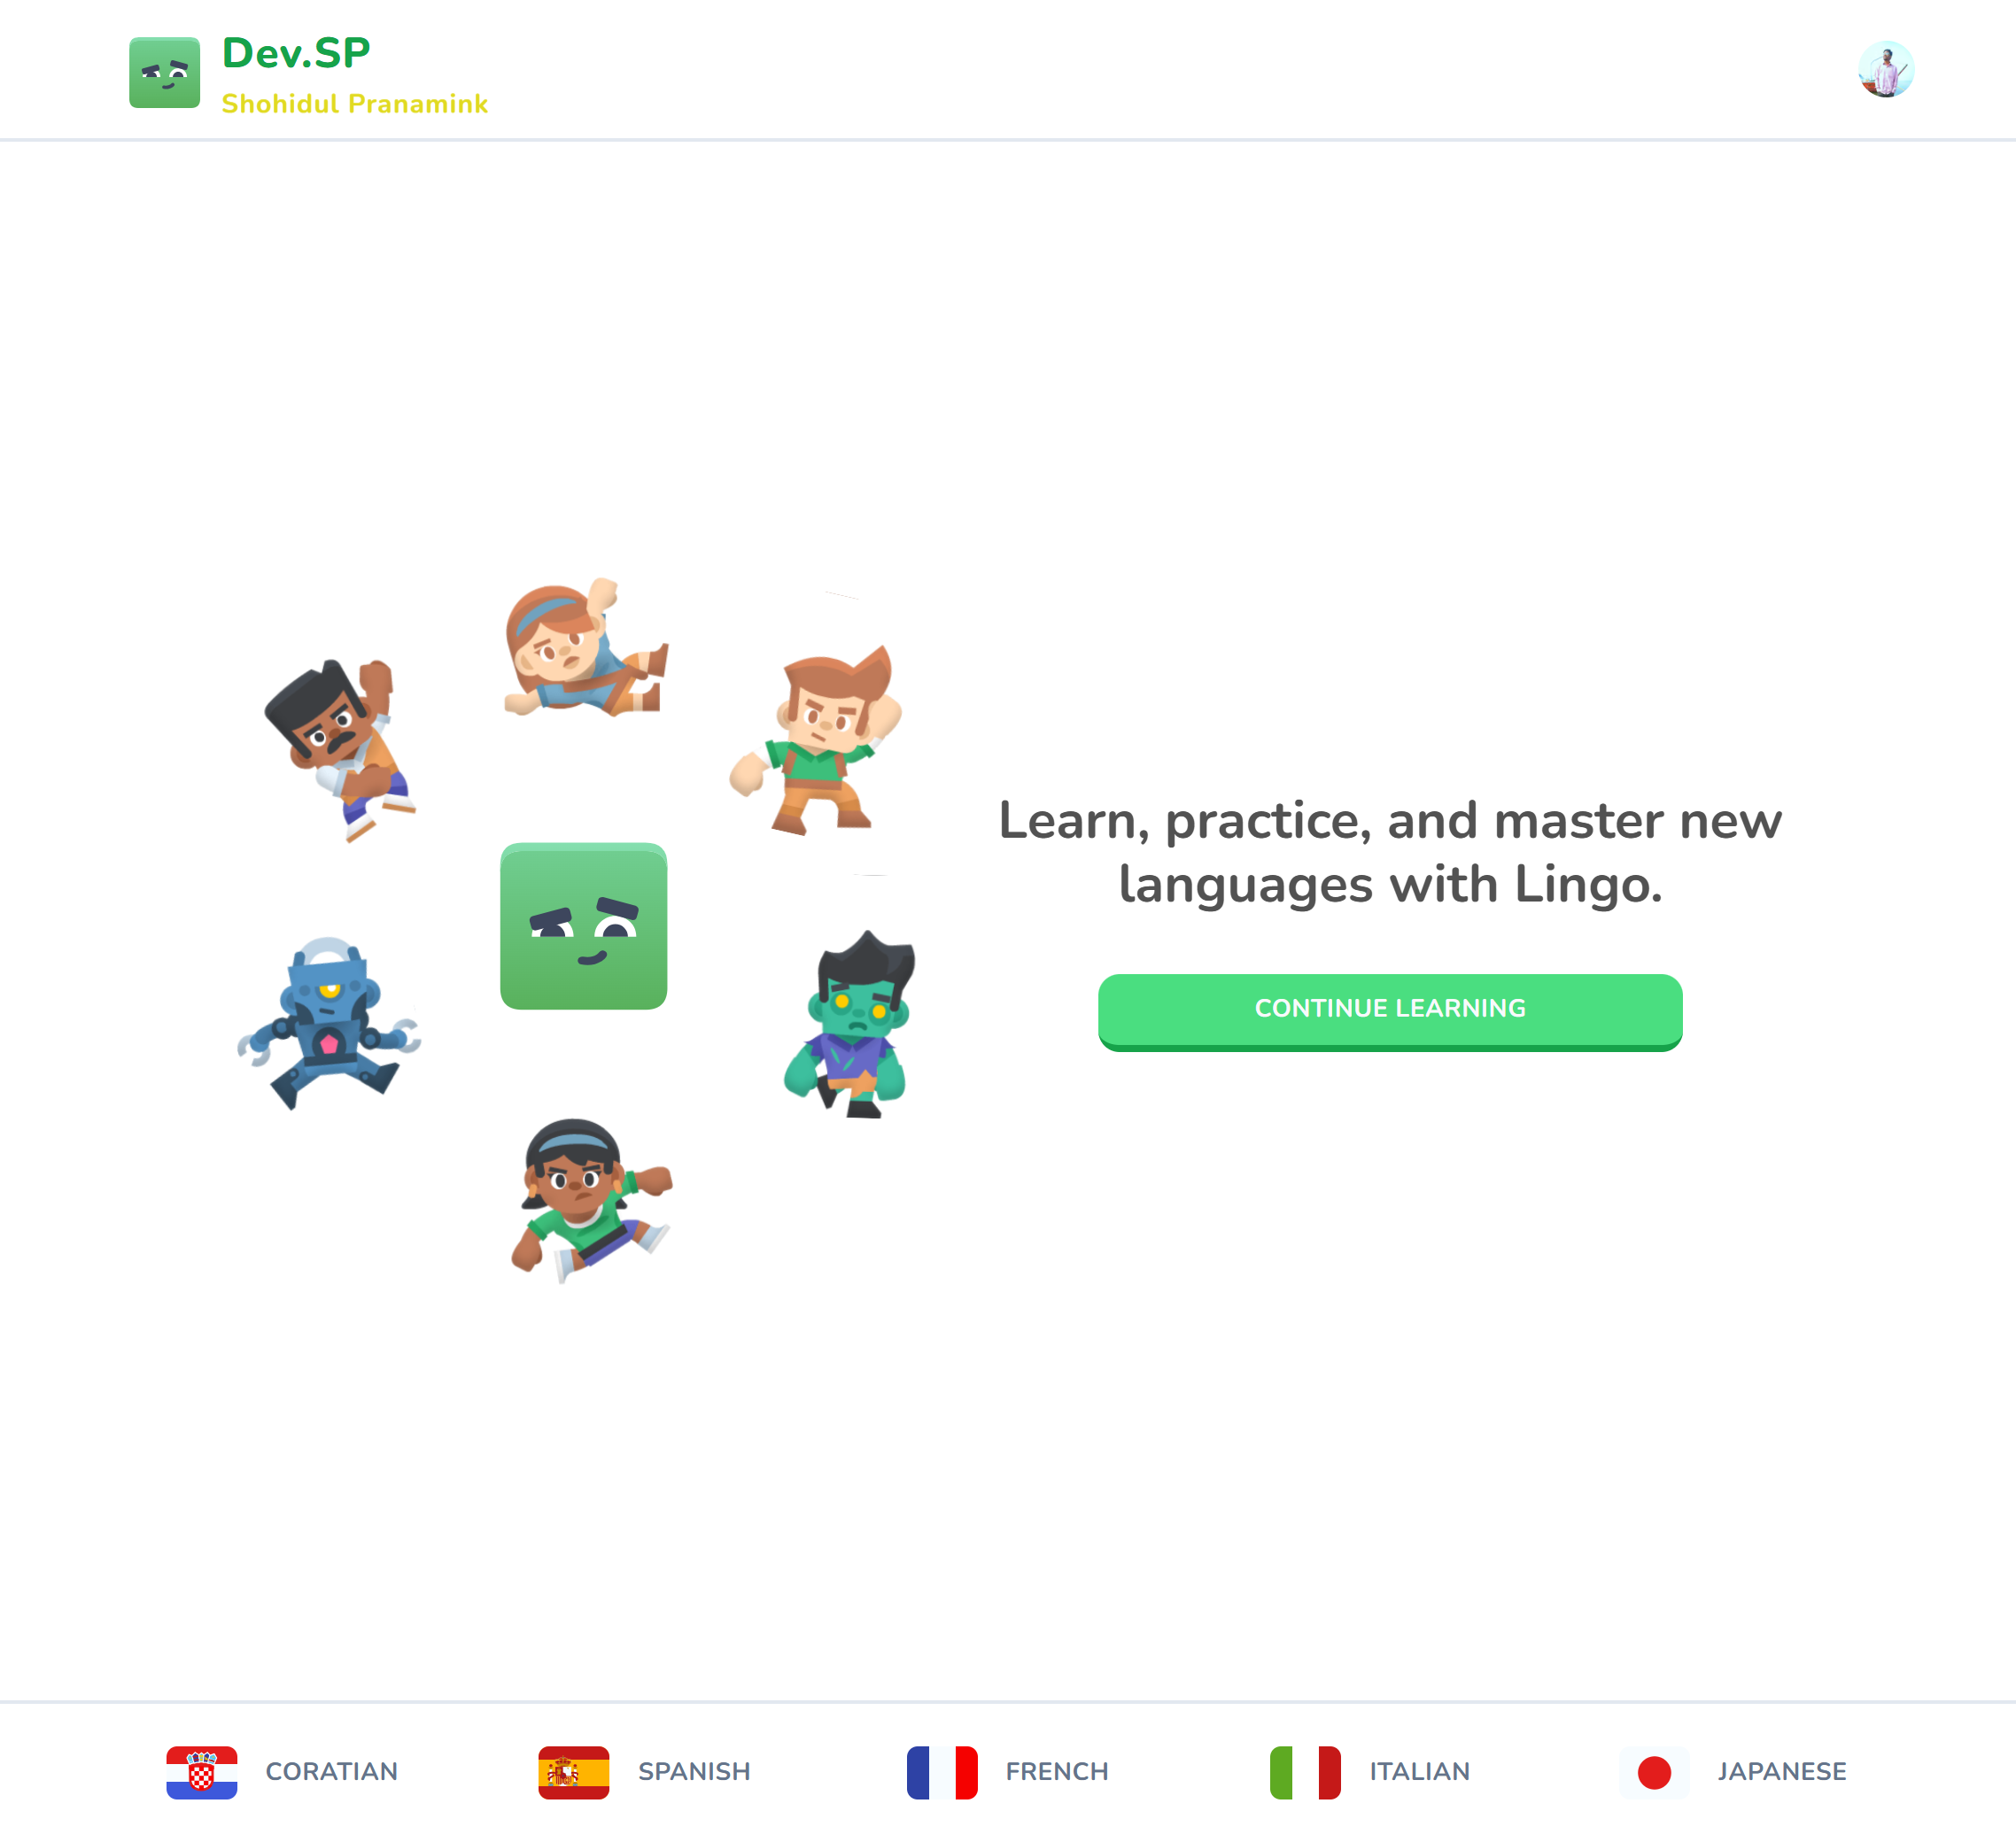 Dev.SP
Shohidul Pranamink
Learn, practice, and master new
languages with Lingo.
CONTINUE LEARNING
CORATIAN
SPANISH
FRENCH
ITALIAN
JAPANESE